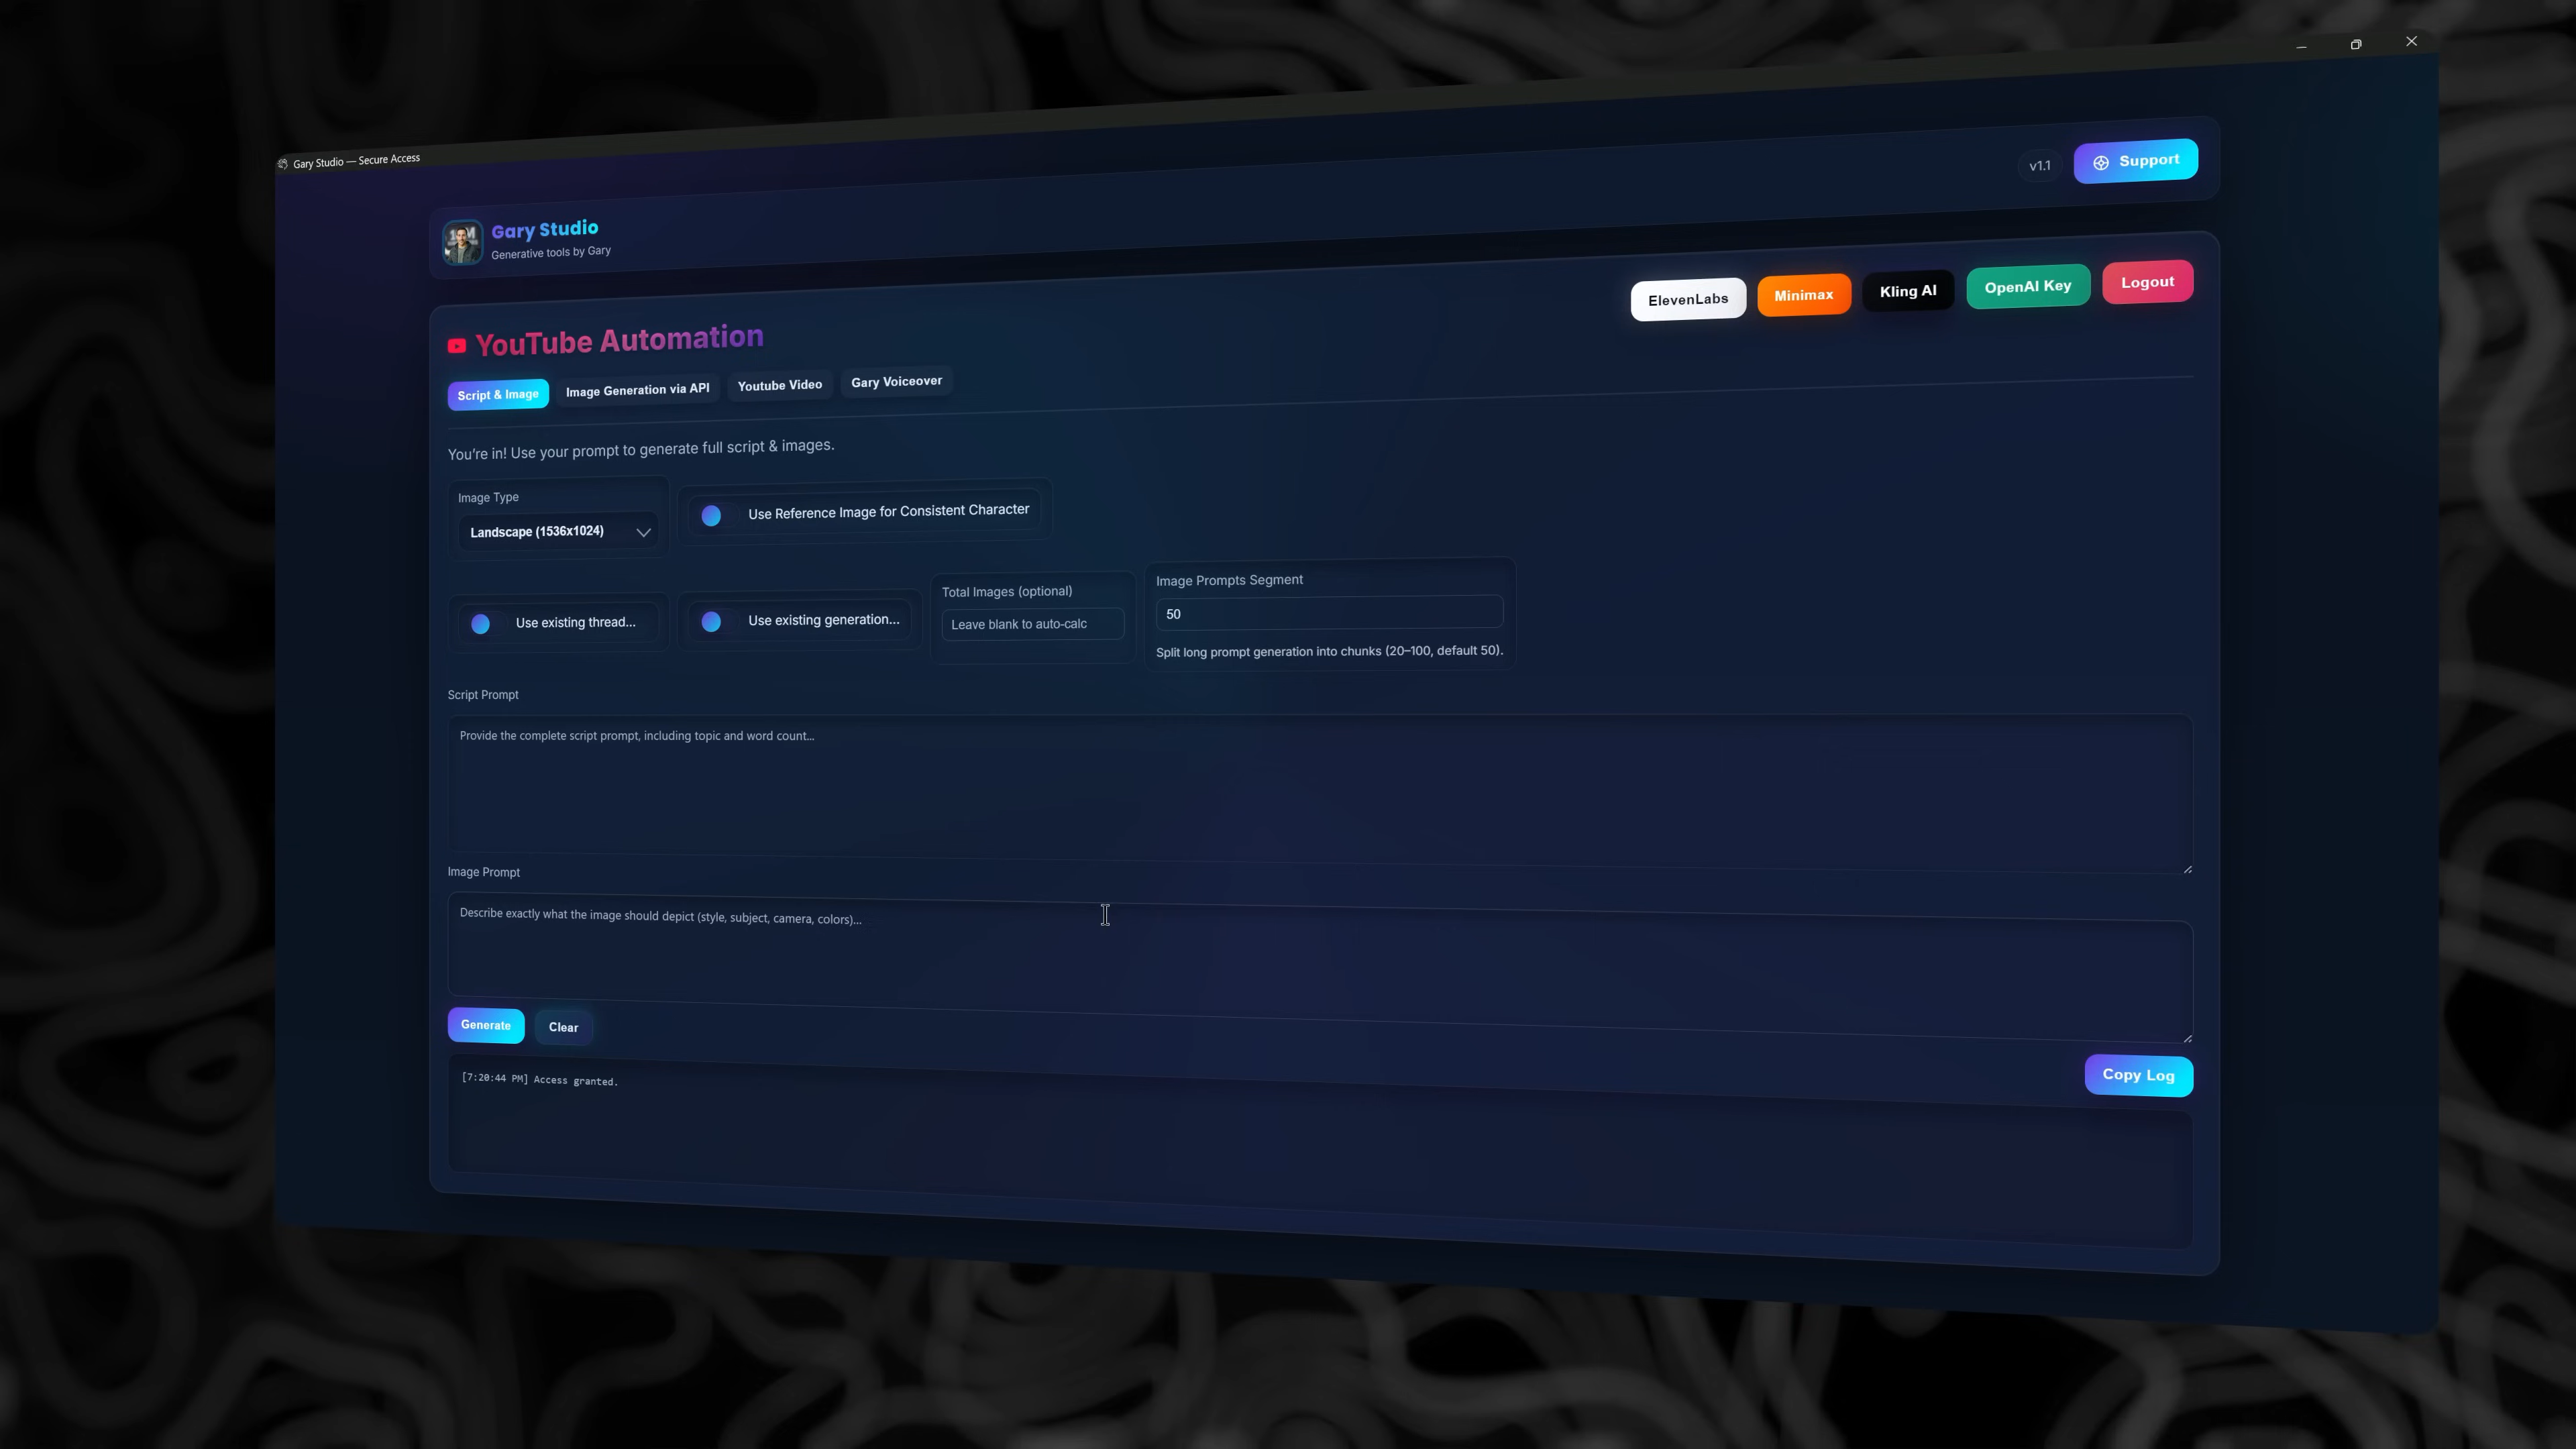 Gary Studio — Secure Access
Gary Studio
Generative tools by Gary
v1.1
Support
YouTube Automation
ElevenLabs
Minimax
Kling AI
OpenAI Key
Logout
Script & Image
Image Generation via API
Youtube Video
Gary Voiceover
You're in! Use your prompt to generate full script & images.
Image Type
Landscape (1536x1024)
Use Reference Image for Consistent Character
Use existing thread...
Use existing generation...
Total Images (optional)
Leave blank to auto-calc
Image Prompts Segment
50
Split long prompt generation into chunks (20–100, default 50).
Script Prompt
Provide the complete script prompt, including topic and word count...
Image Prompt
Describe exactly what the image should depict (style, subject, camera, colors)...
Generate
Clear
Copy Log
[7:20:44 PM] Access granted.